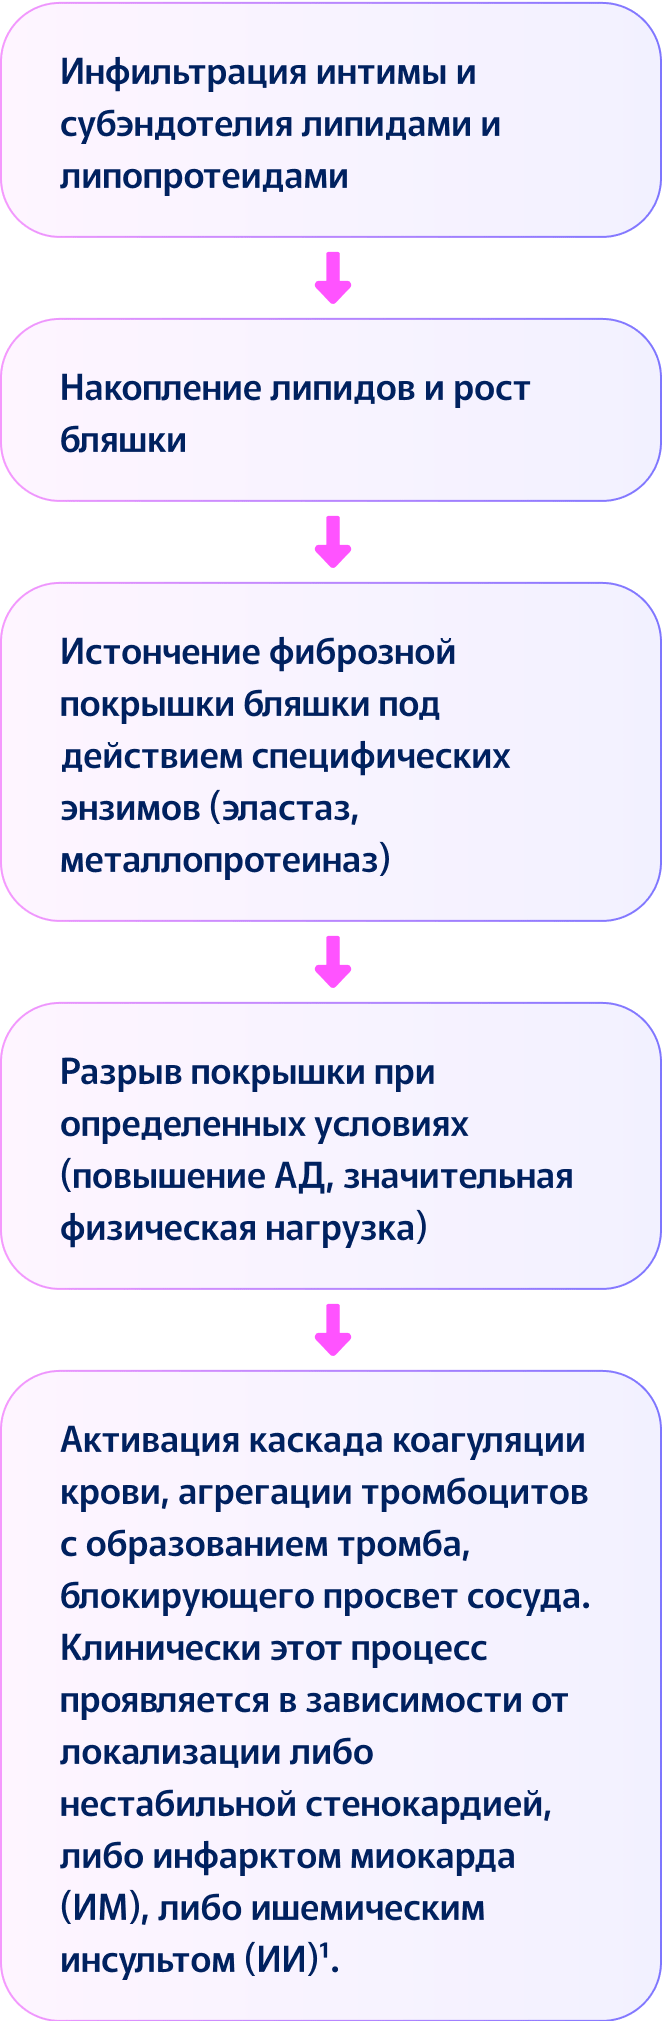 Инфильтрация интимы и
субэндотелия липидами и
липопротеидами
Накопление липидов и рост
бляшки
Истончение фиброзной
покрышки бляшки под
действием специфических
энзимов (эластаз,
металлопротеиназ)
Разрыв покрышки при
определенных условиях
(повышение АД, значительная
физическая нагрузка)
Активация каскада коагуляции
крови, агрегации тромбоцитов
с образованием тромба,
блокирующего просвет сосуда.
Клинически этот процесс
проявляется в зависимости от
локализации либо
нестабильной стенокардией,
либо инфарктом миокарда
(ИМ), либо ишемическим
инсультом (ИИ)¹.